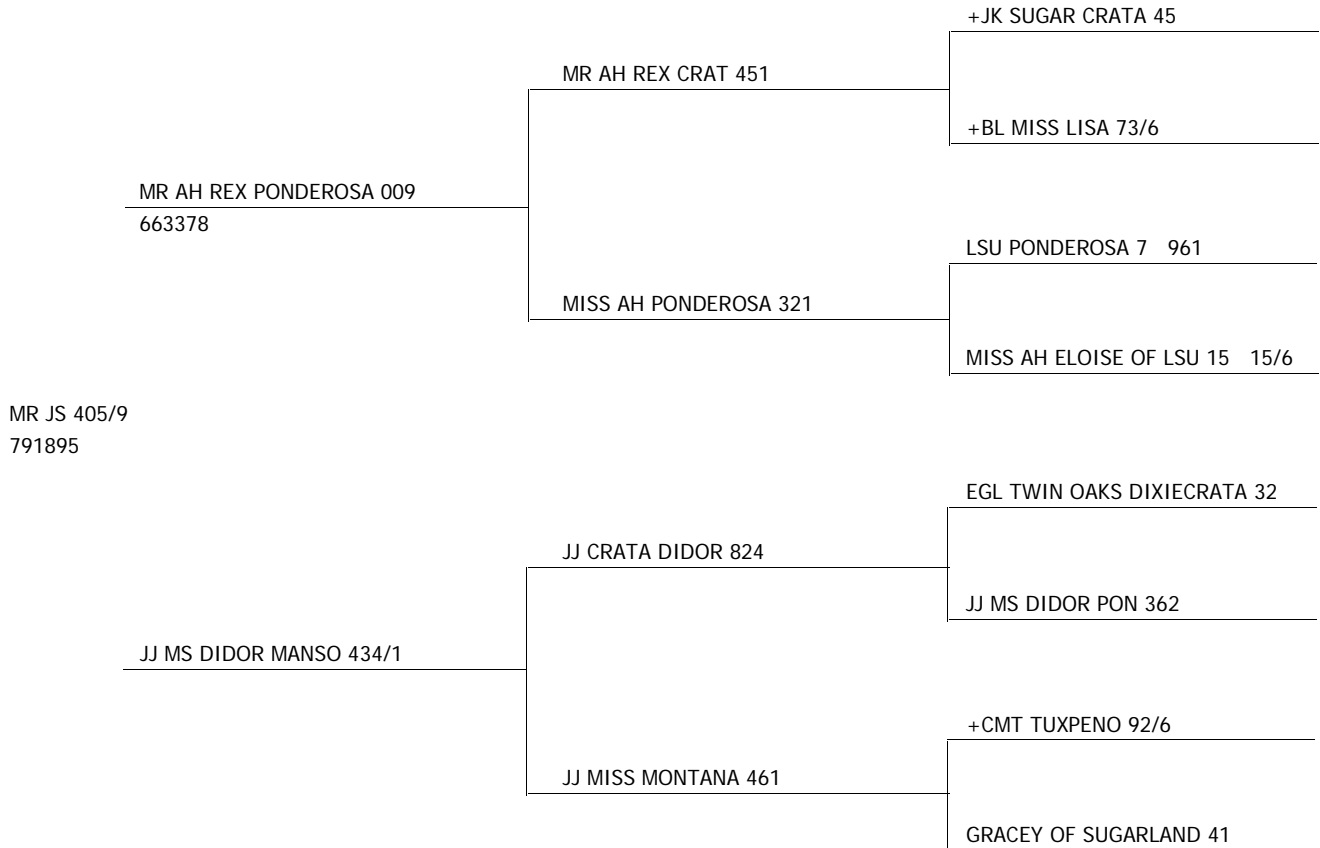 +JK SUGAR CRATA 45
MR AH REX CRAT 451
+BL MISS LISA 73/6
MR AH REX PONDEROSA 009
663378
LSU PONDEROSA 7 961
MISS AH PONDEROSA 321
MISS AH ELOISE OF LSU 15 15/6
MR JS 405/9
791895
EGL TWIN OAKS DIXIECRATA 32
JJ CRATA DIDOR 824
JJ MS DIDOR PON 362
JJ MS DIDOR MANSO 434/1
+CMT TUXPENO 92/6
JJ MISS MONTANA 461
GRACEY OF SUGARLAND 41